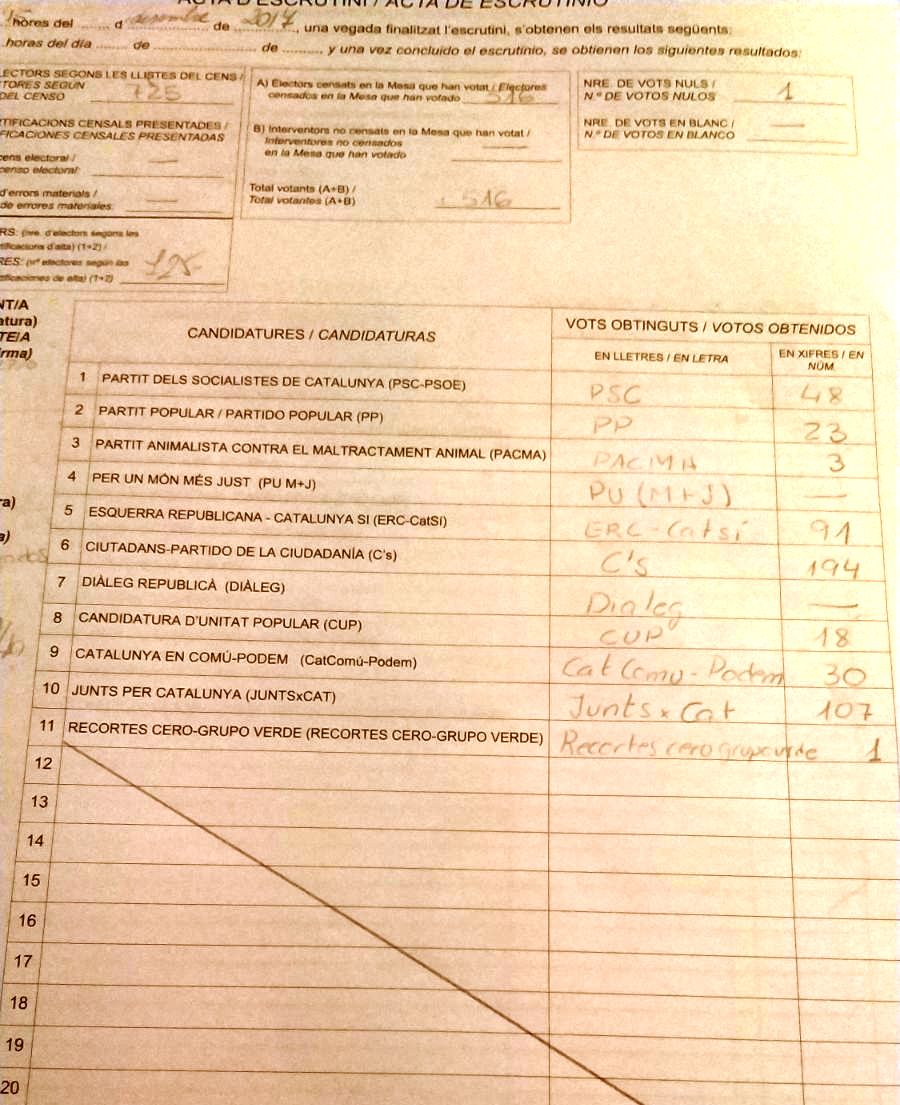 ACTA D'ESCRUTINI / ACTA DE ESCRUTINIO
hores del ........ d desembre de 2017, una vegada finalitzat l'escrutini, s'obtenen els resultats següents:
horas del día ........ de .................... de .........., y una vez concluido el escrutinio, se obtienen los siguientes resultados:
ECTORS SEGONS LES LLISTES DEL CENS /
TORES SEGÚN
DEL CENSO 725
TIFICACIONS CENSALS PRESENTADES /
FICACIONES CENSALES PRESENTADAS
cens electoral / —
censo electoral
d'errors materials / —
de errores materiales
RS: (nre. d'electors segons les
tificacions d'alta) (1+2) /
RES: (nº electores según las
tificaciones de alta) (1+2)
A) Electors censats en la Mesa que han votat / Electores
censados en la Mesa que han votado 516
B) Interventors no censats en la Mesa que han votat /
Interventores no censados
en la Mesa que han votado —
Total votants (A+B) /
Total votantes (A+B) 516
NRE. DE VOTS NULS /
N.º DE VOTOS NULOS 1
NRE. DE VOTS EN BLANC /
N.º DE VOTOS EN BLANCO —
NT/A
atura)
TE/A
rma)
ra)
a)
CANDIDATURES / CANDIDATURAS
VOTS OBTINGUTS / VOTOS OBTENIDOS
EN LLETRES / EN LETRA
EN XIFRES / EN
NÚM.
1 PARTIT DELS SOCIALISTES DE CATALUNYA (PSC-PSOE) PSC 48
2 PARTIT POPULAR / PARTIDO POPULAR (PP) PP 23
3 PARTIT ANIMALISTA CONTRA EL MALTRACTAMENT ANIMAL (PACMA) PACMA 3
4 PER UN MÓN MÉS JUST (PU M+J) PU (M+J) —
5 ESQUERRA REPUBLICANA - CATALUNYA SI (ERC-CatSí) ERC-Catsí 91
6 CIUTADANS-PARTIDO DE LA CIUDADANÍA (C's) C's 194
7 DIÀLEG REPUBLICÀ (DIÀLEG) Dialeg —
8 CANDIDATURA D'UNITAT POPULAR (CUP) CUP 18
9 CATALUNYA EN COMÚ-PODEM (CatComú-Podem) Cat Comu - Podem 30
10 JUNTS PER CATALUNYA (JUNTSxCAT) Junts x Cat 107
11 RECORTES CERO-GRUPO VERDE (RECORTES CERO-GRUPO VERDE) Recortes cero grupo verde 1
12
13
14
15
16
17
18
19
20